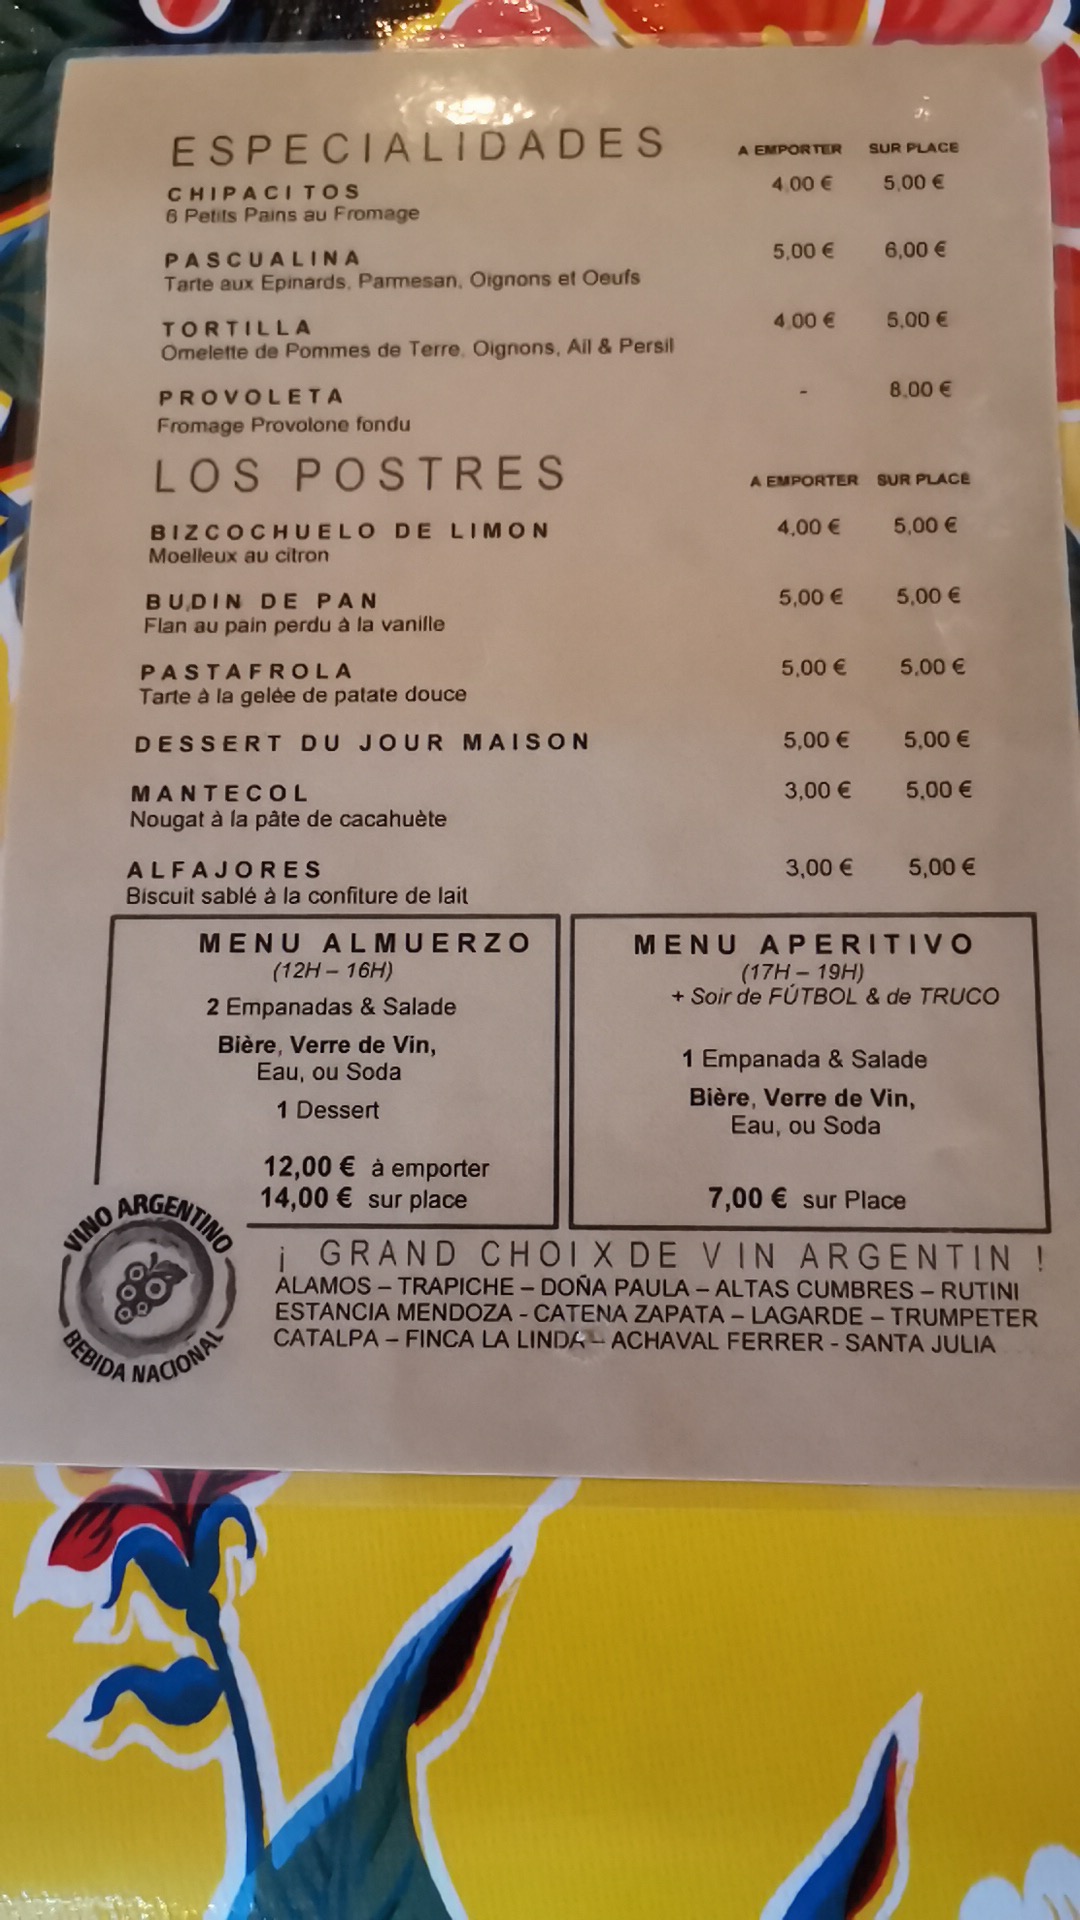 ESPECIALIDADES A EMPORTER SUR PLACE
CHIPACITOS 4,00 € 5,00 €
6 Petits Pains au Fromage
PASCUALINA 5,00 € 6,00 €
Tarte aux Epinards, Parmesan, Oignons et Oeufs
TORTILLA 4,00 € 5,00 €
Omelette de Pommes de Terre, Oignons, Ail & Persil
PROVOLETA - 8,00 €
Fromage Provolone fondu
LOS POSTRES A EMPORTER SUR PLACE
BIZCOCHUELO DE LIMON 4,00 € 5,00 €
Moelleux au citron
BUDIN DE PAN 5,00 € 5,00 €
Flan au pain perdu à la vanille
PASTAFROLA 5,00 € 5,00 €
Tarte à la gelée de patate douce
DESSERT DU JOUR MAISON 5,00 € 5,00 €
MANTECOL 3,00 € 5,00 €
Nougat à la pâte de cacahuète
ALFAJORES 3,00 € 5,00 €
Biscuit sablé à la confiture de lait
MENU ALMUERZO
(12H – 16H)
2 Empanadas & Salade
Bière, Verre de Vin,
Eau, ou Soda
1 Dessert
12,00 € à emporter
14,00 € sur place
MENU APERITIVO
(17H – 19H)
+ Soir de FÚTBOL & de TRUCO
1 Empanada & Salade
Bière, Verre de Vin,
Eau, ou Soda
7,00 € sur Place
VINO ARGENTINO
BEBIDA NACIONAL
¡ GRAND CHOIX DE VIN ARGENTIN !
ALAMOS – TRAPICHE – DOÑA PAULA – ALTAS CUMBRES – RUTINI
ESTANCIA MENDOZA - CATENA ZAPATA – LAGARDE – TRUMPETER
CATALPA – FINCA LA LINDA – ACHAVAL FERRER - SANTA JULIA